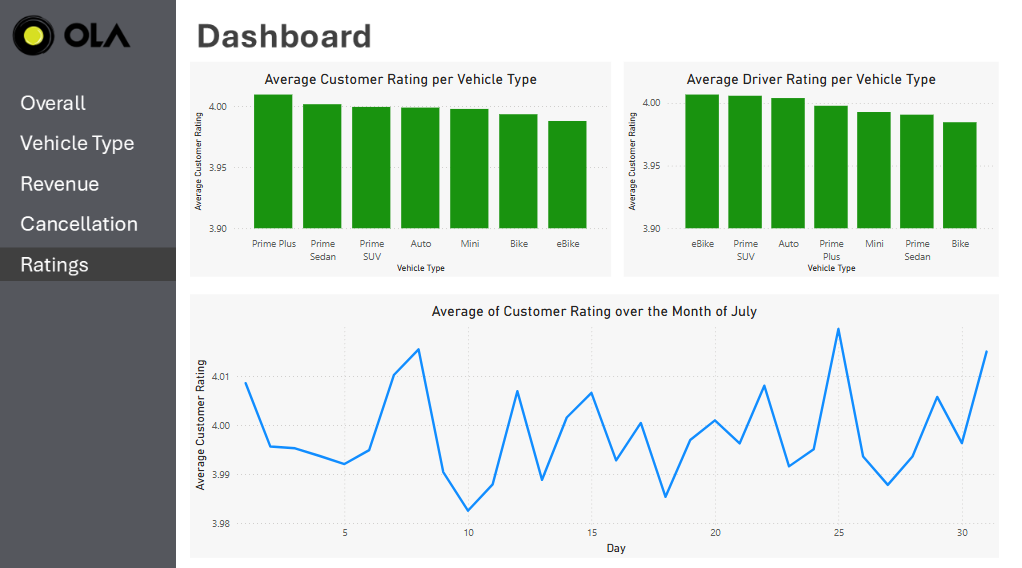 OLA
Dashboard
Overall
Vehicle Type
Revenue
Cancellation
Ratings
Average Customer Rating per Vehicle Type
Average Customer Rating
4.00
3.95
3.90
Prime Plus
Prime Sedan
Prime SUV
Auto
Mini
Bike
eBike
Vehicle Type
Average Driver Rating per Vehicle Type
Average Customer Rating
4.00
3.95
3.90
eBike
Prime SUV
Auto
Prime Plus
Mini
Prime Sedan
Bike
Vehicle Type
Average of Customer Rating over the Month of July
Average Customer Rating
4.01
4.00
3.99
3.98
5
10
15
20
25
30
Day